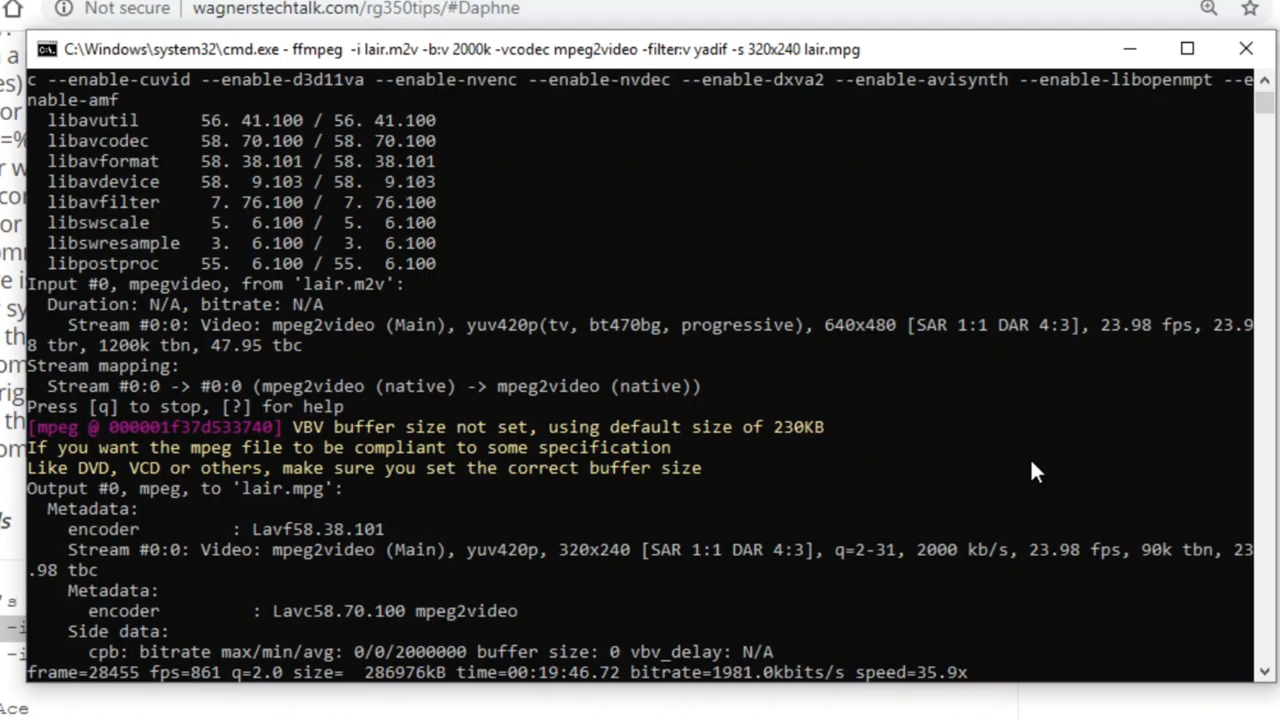 Not secure | wagnerstechtalk.com/rg350tips/#Daphne
C:\Windows\system32\cmd.exe - ffmpeg -i lair.m2v -b:v 2000k -vcodec mpeg2video -filter:v yadif -s 320x240 lair.mpg
c --enable-cuvid --enable-d3d11va --enable-nvenc --enable-nvdec --enable-dxva2 --enable-avisynth --enable-libopenmpt --e
nable-amf
libavutil 56. 41.100 / 56. 41.100
libavcodec 58. 70.100 / 58. 70.100
libavformat 58. 38.101 / 58. 38.101
libavdevice 58. 9.103 / 58. 9.103
libavfilter 7. 76.100 / 7. 76.100
libswscale 5. 6.100 / 5. 6.100
libswresample 3. 6.100 / 3. 6.100
libpostproc 55. 6.100 / 55. 6.100
Input #0, mpegvideo, from 'lair.m2v':
Duration: N/A, bitrate: N/A
Stream #0:0: Video: mpeg2video (Main), yuv420p(tv, bt470bg, progressive), 640x480 [SAR 1:1 DAR 4:3], 23.98 fps, 23.9
8 tbr, 1200k tbn, 47.95 tbc
Stream mapping:
Stream #0:0 -> #0:0 (mpeg2video (native) -> mpeg2video (native))
Press [q] to stop, [?] for help
[mpeg @ 000001f37d533740] VBV buffer size not set, using default size of 230KB
If you want the mpeg file to be compliant to some specification
Like DVD, VCD or others, make sure you set the correct buffer size
Output #0, mpeg, to 'lair.mpg':
Metadata:
encoder : Lavf58.38.101
Stream #0:0: Video: mpeg2video (Main), yuv420p, 320x240 [SAR 1:1 DAR 4:3], q=2-31, 2000 kb/s, 23.98 fps, 90k tbn, 23
.98 tbc
Metadata:
encoder : Lavc58.70.100 mpeg2video
Side data:
cpb: bitrate max/min/avg: 0/0/2000000 buffer size: 0 vbv_delay: N/A
frame=28455 fps=861 q=2.0 size= 286976kB time=00:19:46.72 bitrate=1981.0kbits/s speed=35.9x
Ace